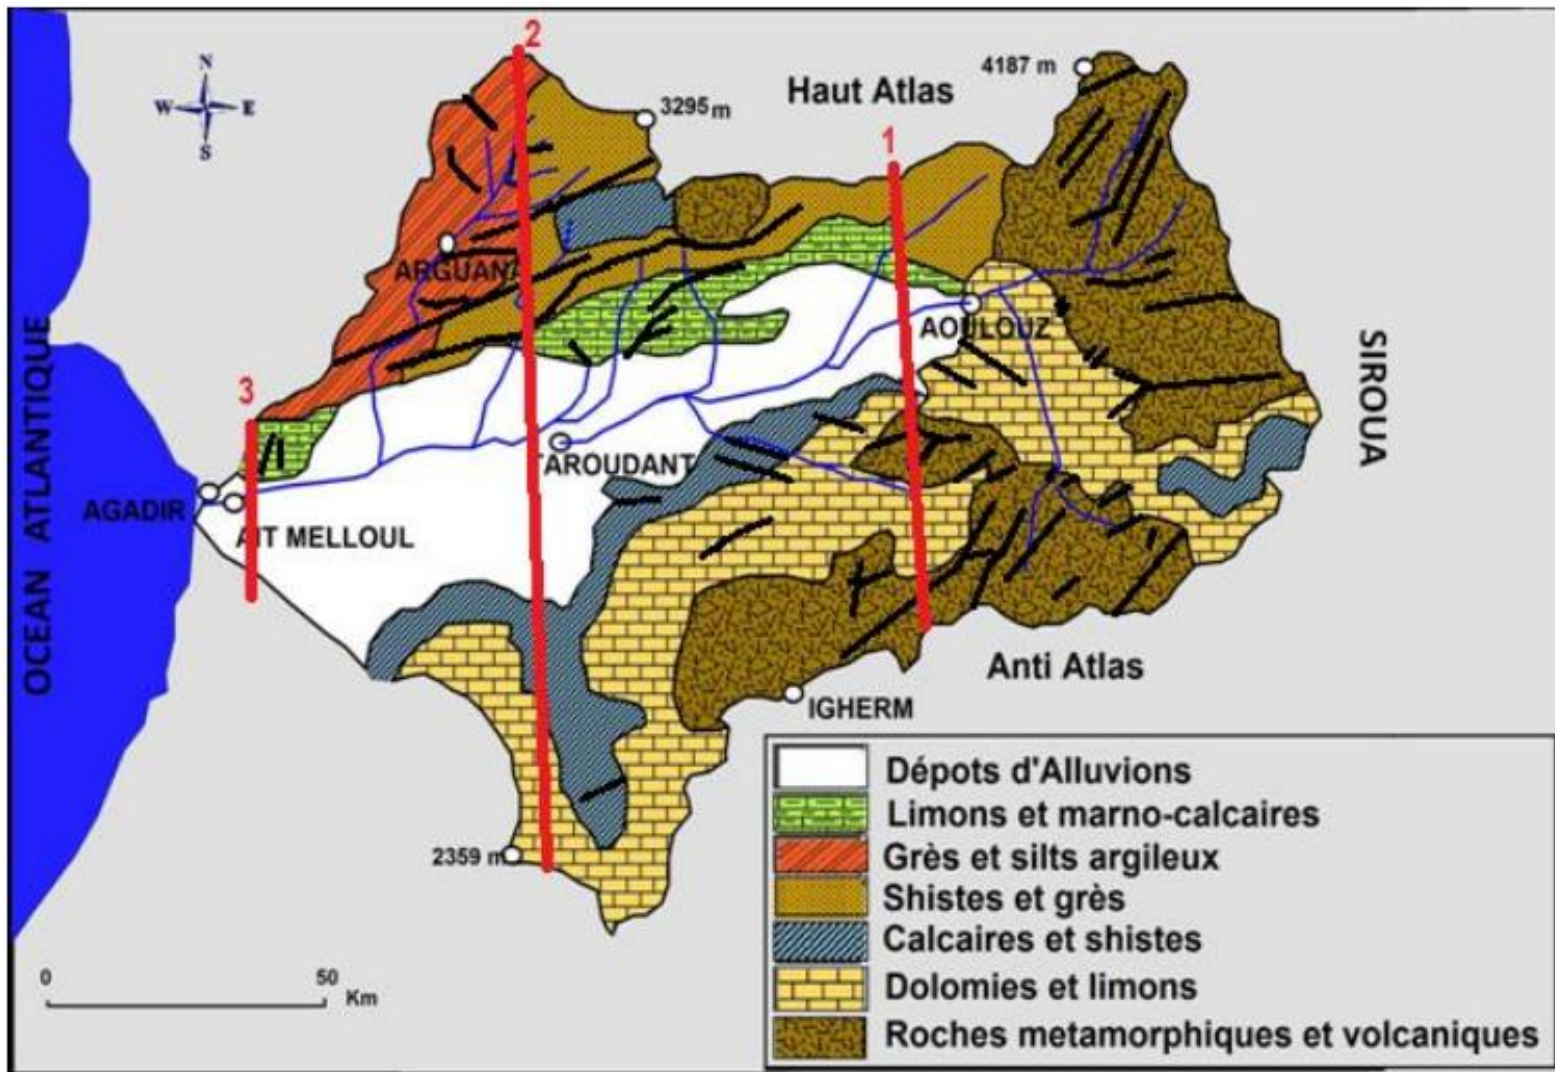 2
N
W E
S
3295 m
Haut Atlas
4187 m
1
ARGUAN
AOULOUZ
OCEAN ATLANTIQUE
SIROUA
3
TAROUDANT
AGADIR
AIT MELLOUL
Anti Atlas
IGHERM
2359 m
0 50
Km
Dépots d'Alluvions
Limons et marno-calcaires
Grès et silts argileux
Shistes et grès
Calcaires et shistes
Dolomies et limons
Roches metamorphiques et volcaniques